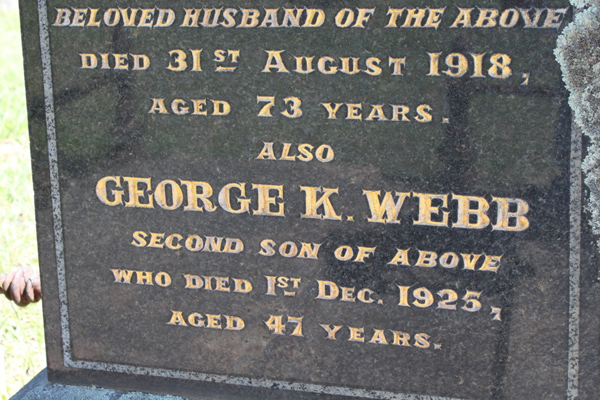 BELOVED HUSBAND OF THE ABOVE
DIED 31ST AUGUST 1918,
AGED 73 YEARS.
ALSO
GEORGE K. WEBB
SECOND SON OF ABOVE
WHO DIED 1ST DEC. 1925,
AGED 47 YEARS.